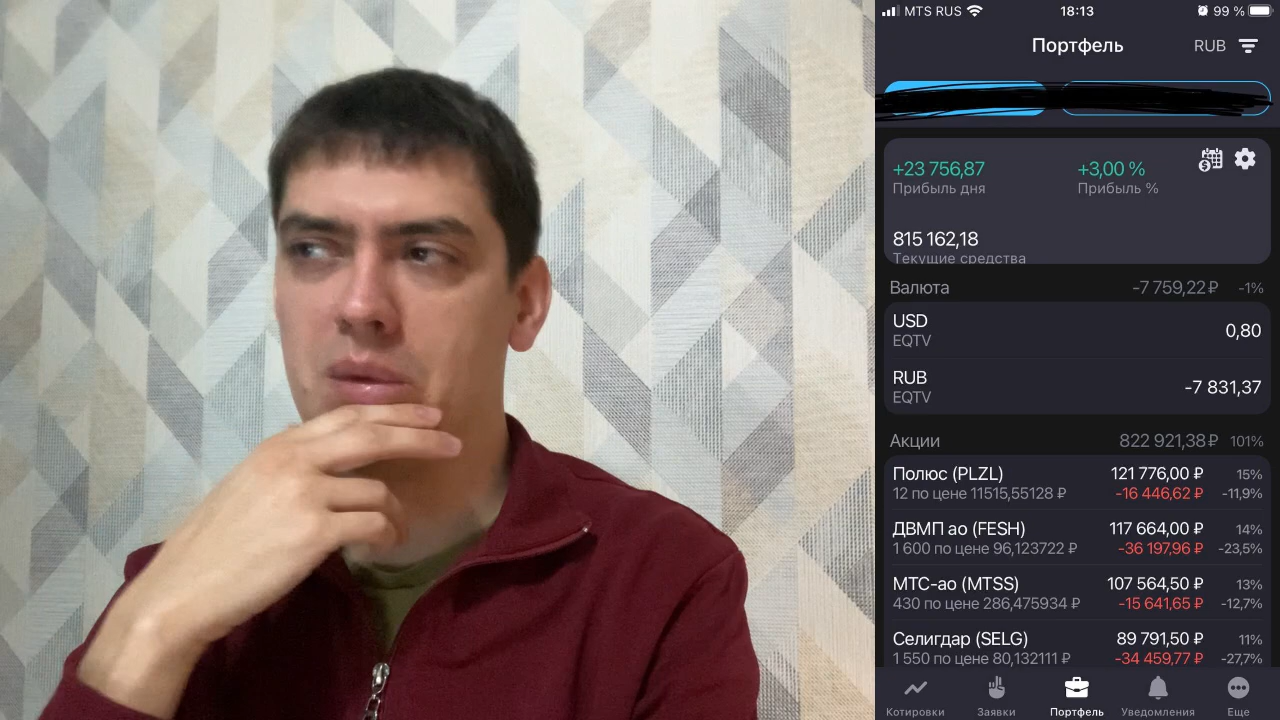 MTS RUS 18:13 99 %
Портфель RUB
+23 756,87 +3,00 %
Прибыль дня Прибыль %
815 162,18
Текущие средства
Валюта -7 759,22 ₽ -1%
USD 0,80
EQTV
RUB -7 831,37
EQTV
Акции 822 921,38 ₽ 101%
Полюс (PLZL) 121 776,00 ₽ 15%
12 по цене 11515,55128 ₽ -16 446,62 ₽ -11,9%
ДВМП ао (FESH) 117 664,00 ₽ 14%
1 600 по цене 96,123722 ₽ -36 197,96 ₽ -23,5%
МТС-ао (MTSS) 107 564,50 ₽ 13%
430 по цене 286,475934 ₽ -15 641,65 ₽ -12,7%
Селигдар (SELG) 89 791,50 ₽ 11%
1 550 по цене 80,132111 ₽ -34 459,77 ₽ -27,7%
Котировки Заявки Портфель Уведомления Еще